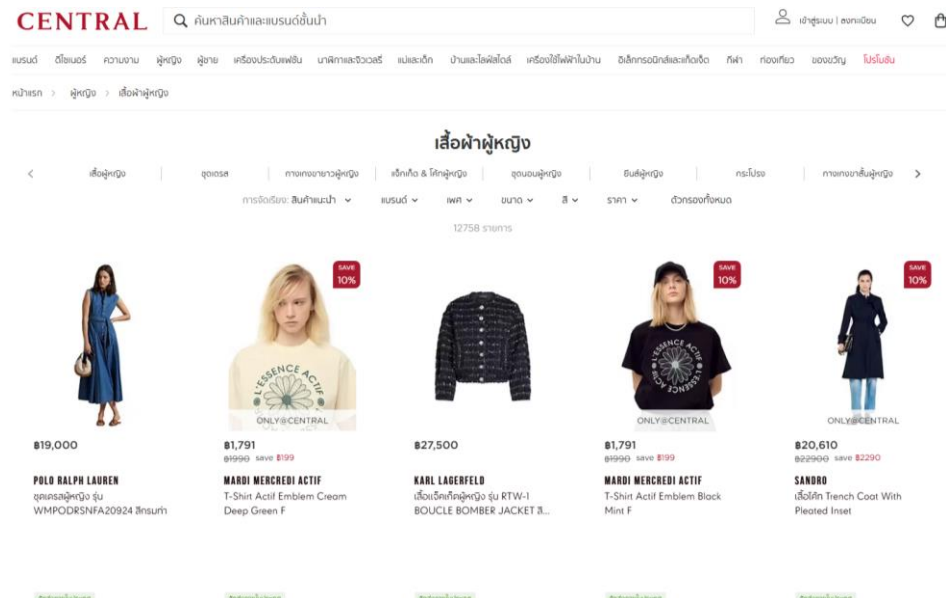 CENTRAL
ค้นหาสินค้าและแบรนด์ชั้นนำ
เข้าสู่ระบบ | ลงทะเบียน
แบรนด์ ดีไซเนอร์ ความงาม ผู้หญิง ผู้ชาย เครื่องประดับแฟชั่น นาฬิกาและจิวเวลรี่ แม่และเด็ก บ้านและไลฟ์สไตล์ เครื่องใช้ไฟฟ้าในบ้าน อิเล็กทรอนิกส์และแก็ดเจ็ต กีฬา ท่องเที่ยว ของขวัญ โปรโมชั่น
หน้าแรก > ผู้หญิง > เสื้อผ้าผู้หญิง
เสื้อผ้าผู้หญิง
< เสื้อผู้หญิง ชุดเดรส กางเกงขายาวผู้หญิง แจ็กเก็ต & โค้ทผู้หญิง ชุดนอนผู้หญิง ยีนส์ผู้หญิง กระโปรง กางเกงขาสั้นผู้หญิง >
การจัดเรียง: สินค้าแนะนำ แบรนด์ เพศ ขนาด สี ราคา ตัวกรองทั้งหมด
12758 รายการ
SAVE
10%
L'ESSENCE ACTIF
ONLY@CENTRAL
SAVE
10%
L'ESSENCE ACTIF
ONLY@CENTRAL
SAVE
10%
ONLY@CENTRAL
฿19,000
POLO RALPH LAUREN
ชุดเดรสผู้หญิง รุ่น
WMPODRSNFA20924 สีกรมท่า
฿1,791
฿1990 save ฿199
MARDI MERCREDI ACTIF
T-Shirt Actif Emblem Cream
Deep Green F
฿27,500
KARL LAGERFELD
เสื้อแจ็คเก็ตผู้หญิง รุ่น RTW-I
BOUCLE BOMBER JACKET สี...
฿1,791
฿1990 save ฿199
MARDI MERCREDI ACTIF
T-Shirt Actif Emblem Black
Mint F
฿20,610
฿22900 save ฿2290
SANDRO
เสื้อโค้ท Trench Coat With
Pleated Inset